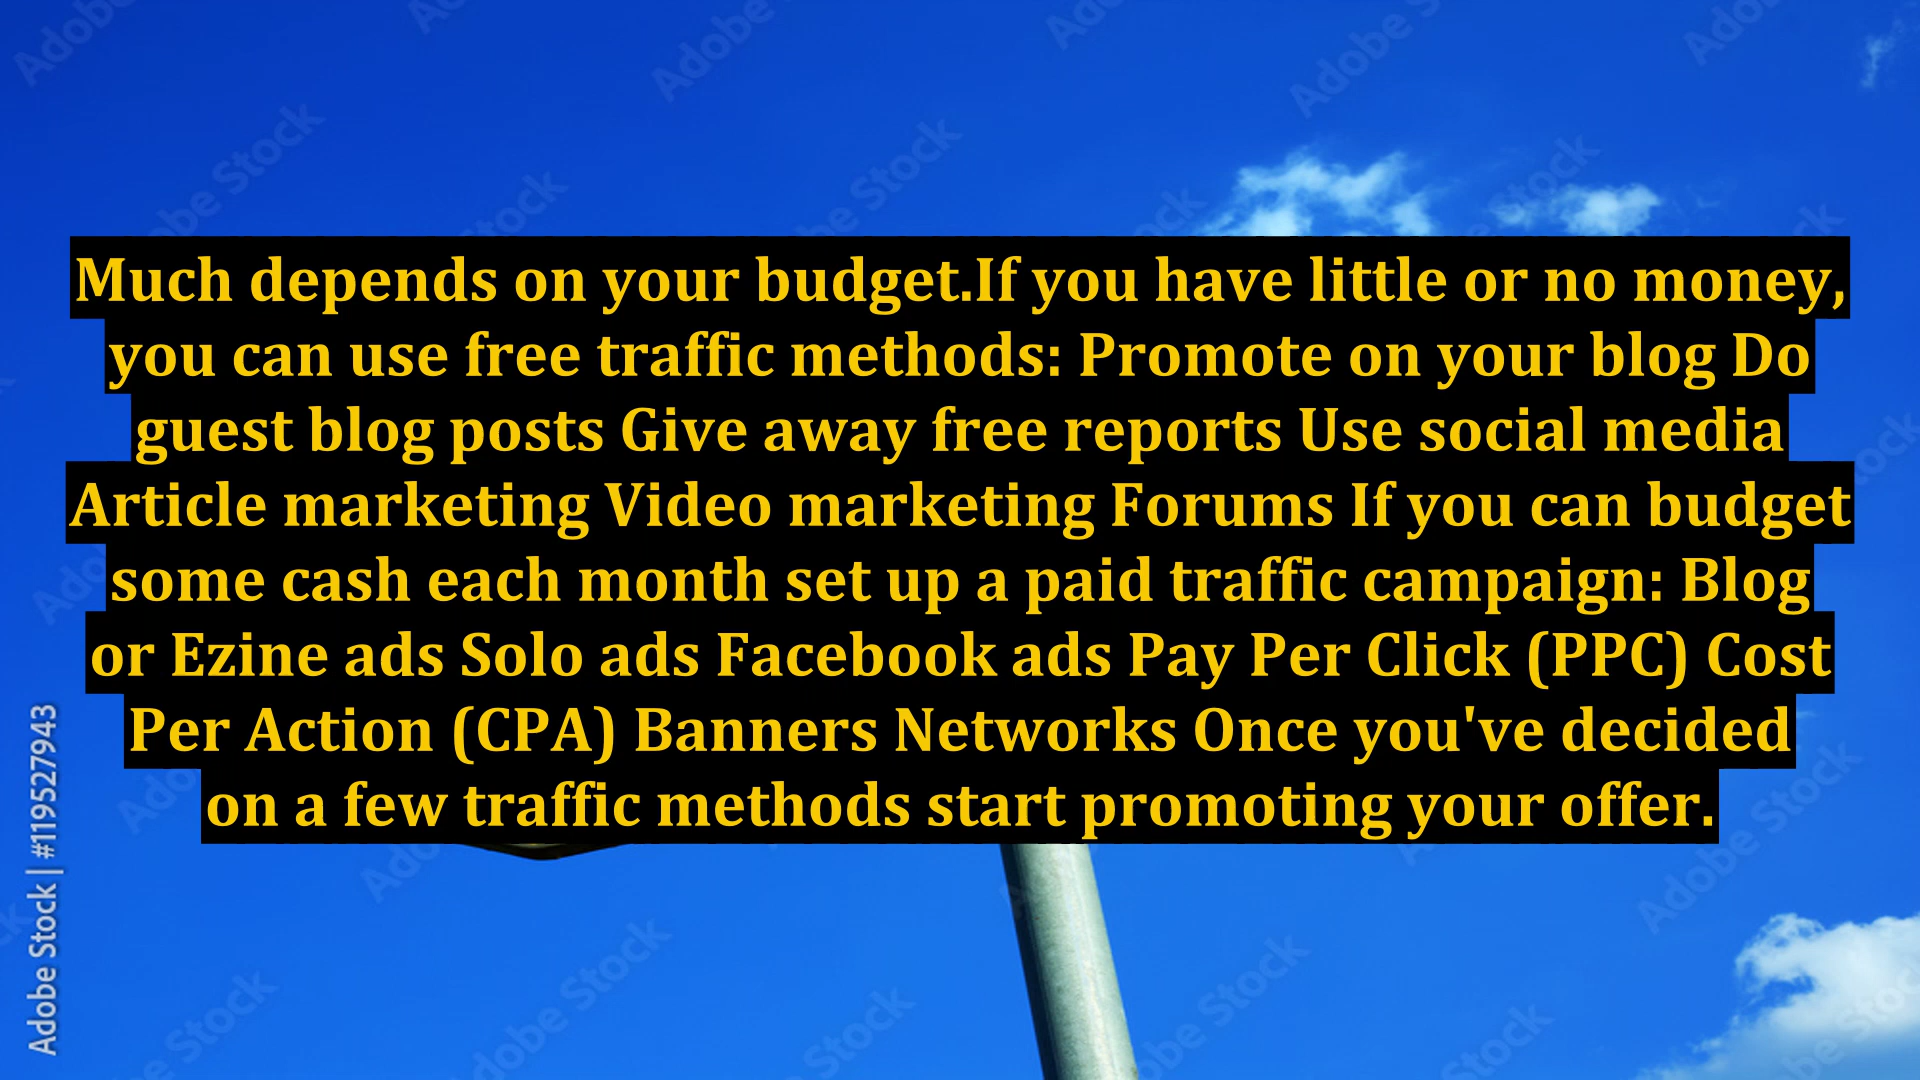 Much depends on your budget.If you have little or no money,
you can use free traffic methods: Promote on your blog Do
guest blog posts Give away free reports Use social media
Article marketing Video marketing Forums If you can budget
some cash each month set up a paid traffic campaign: Blog
or Ezine ads Solo ads Facebook ads Pay Per Click (PPC) Cost
Per Action (CPA) Banners Networks Once you've decided
on a few traffic methods start promoting your offer.
Adobe Stock | #119527943
Adobe Stock